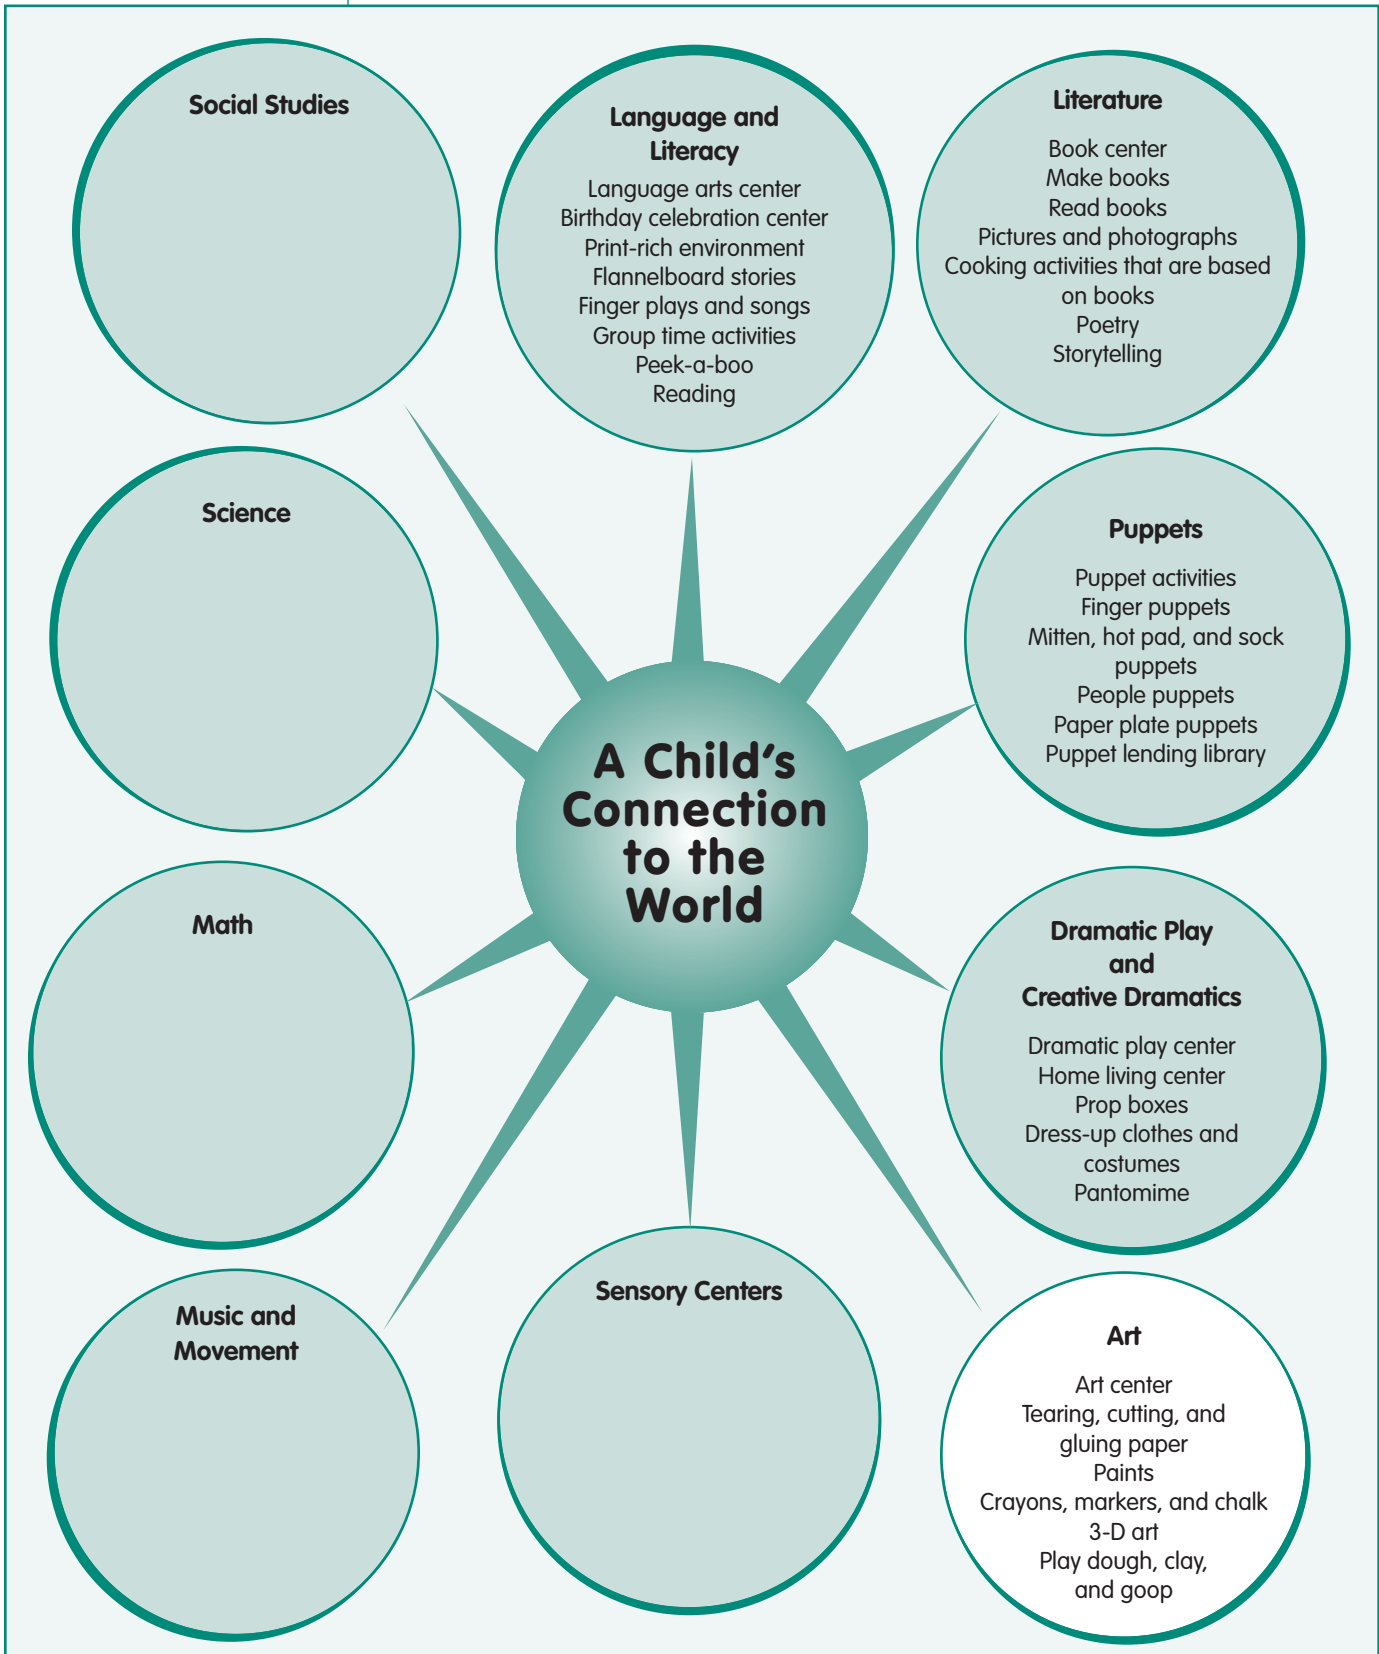 Social Studies
Language and
Literacy
Language arts center
Birthday celebration center
Print-rich environment
Flannelboard stories
Finger plays and songs
Group time activities
Peek-a-boo
Reading
Literature
Book center
Make books
Read books
Pictures and photographs
Cooking activities that are based
on books
Poetry
Storytelling
Science
Puppets
Puppet activities
Finger puppets
Mitten, hot pad, and sock
puppets
People puppets
Paper plate puppets
Puppet lending library
A Child's
Connection
to the
World
Math
Dramatic Play
and
Creative Dramatics
Dramatic play center
Home living center
Prop boxes
Dress-up clothes and
costumes
Pantomime
Music and
Movement
Sensory Centers
Art
Art center
Tearing, cutting, and
gluing paper
Paints
Crayons, markers, and chalk
3-D art
Play dough, clay,
and goop